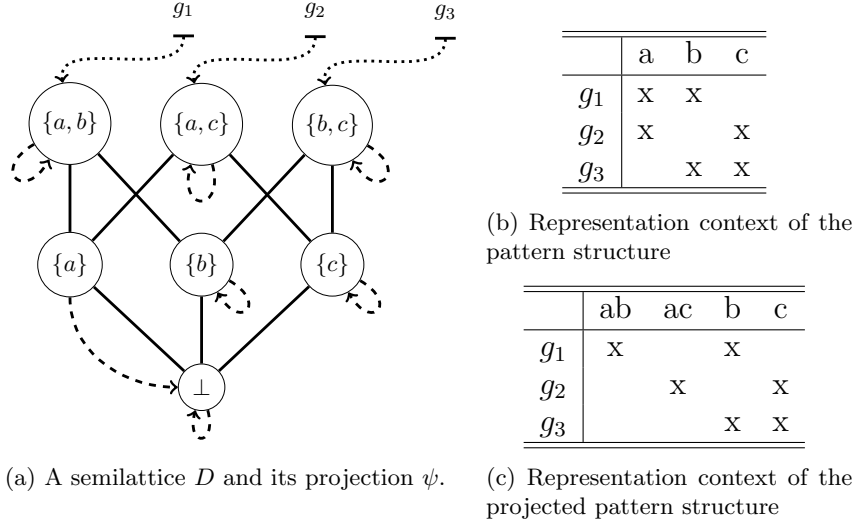 g1 g2 g3
{a, b} {a, c} {b, c}
{a} {b} {c}
⊥
(a) A semilattice D and its projection ψ.
a b c
g1 x x
g2 x x
g3 x x
(b) Representation context of the
pattern structure
ab ac b c
g1 x x
g2 x x
g3 x x
(c) Representation context of the
projected pattern structure